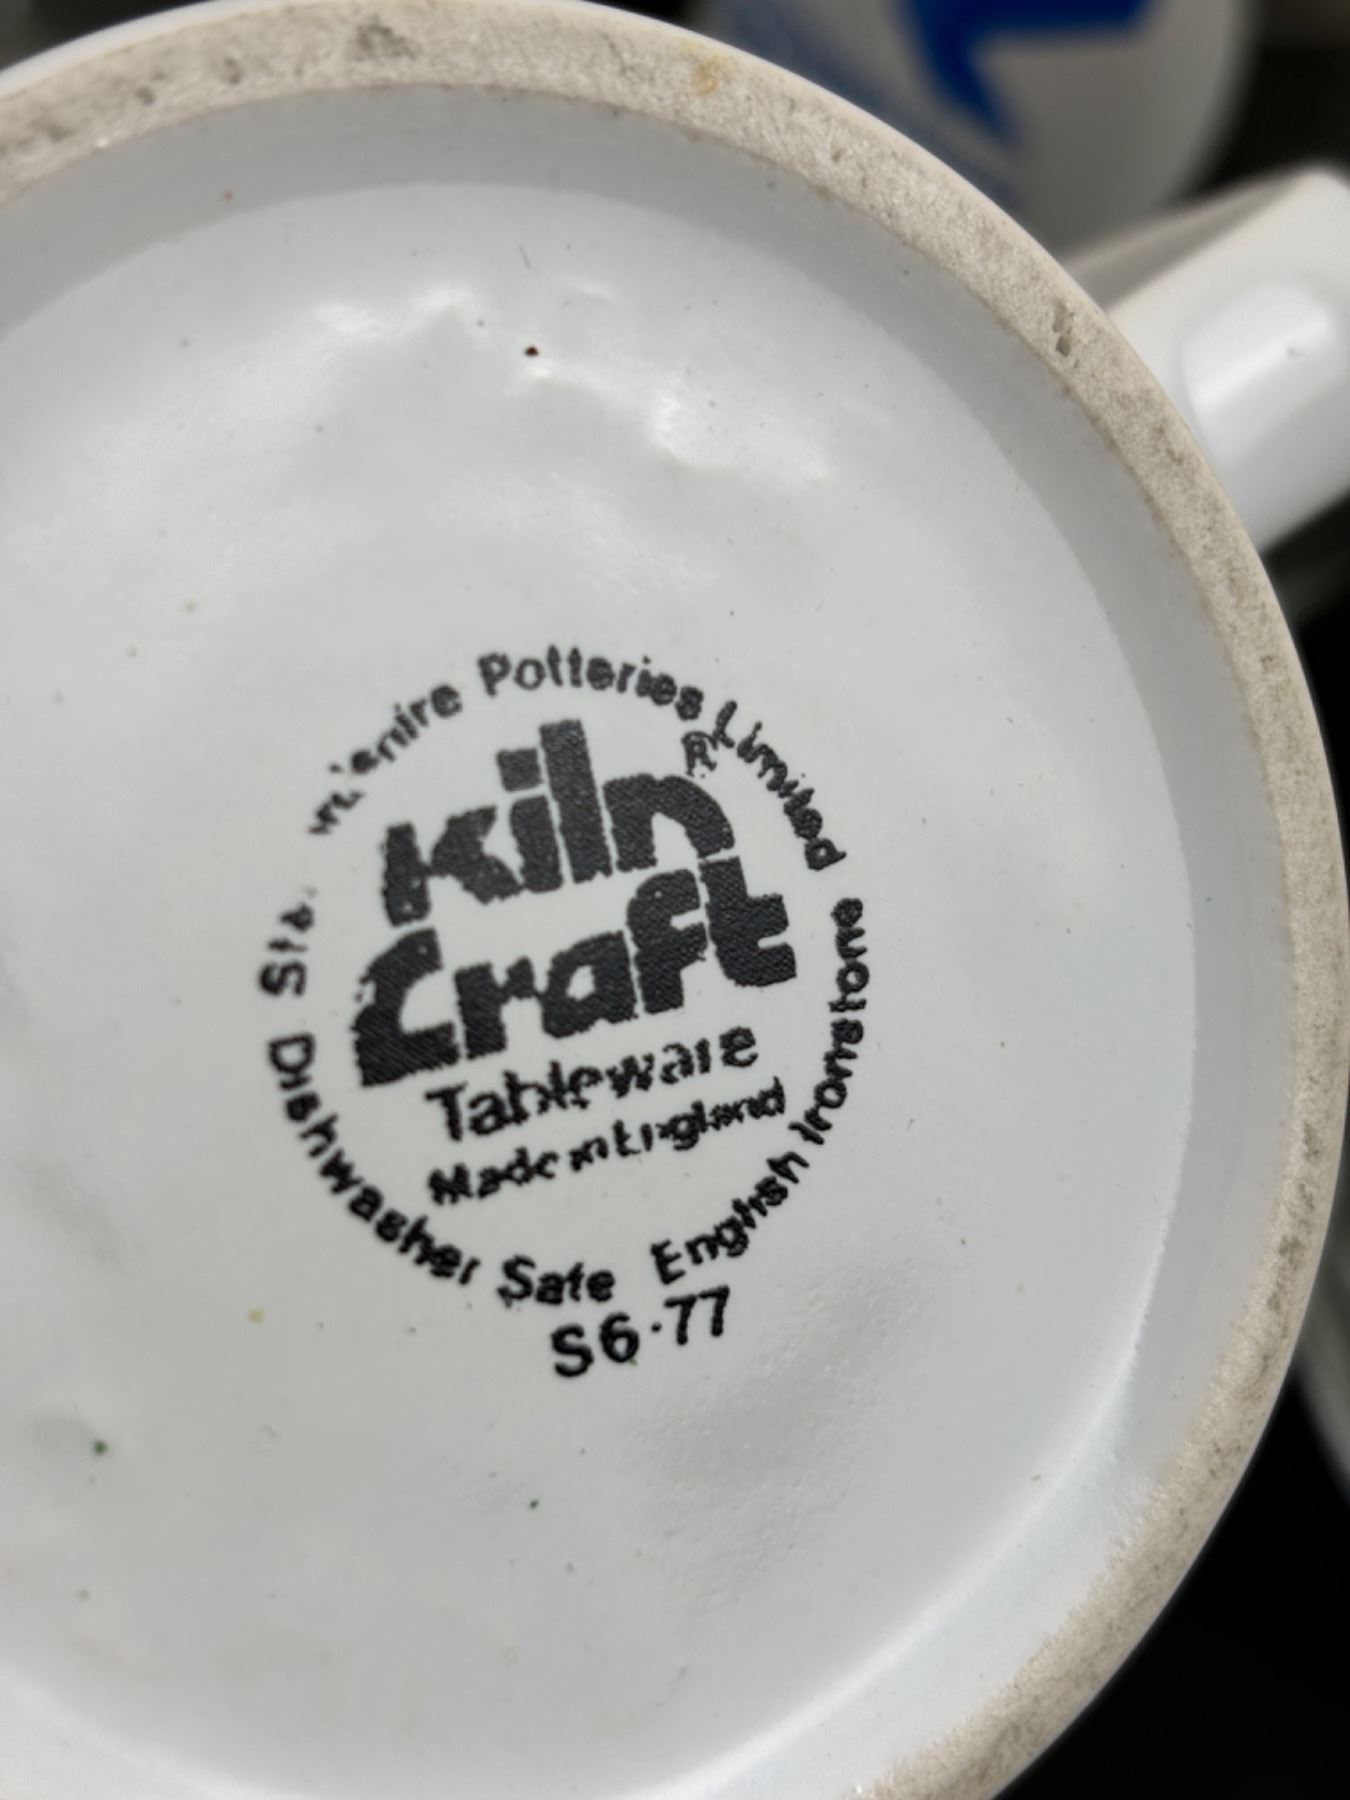 Potteries Limited
Kiln ®
Craft
Tableware
Made in England
Dishwasher Safe English Ironstone
S6·77